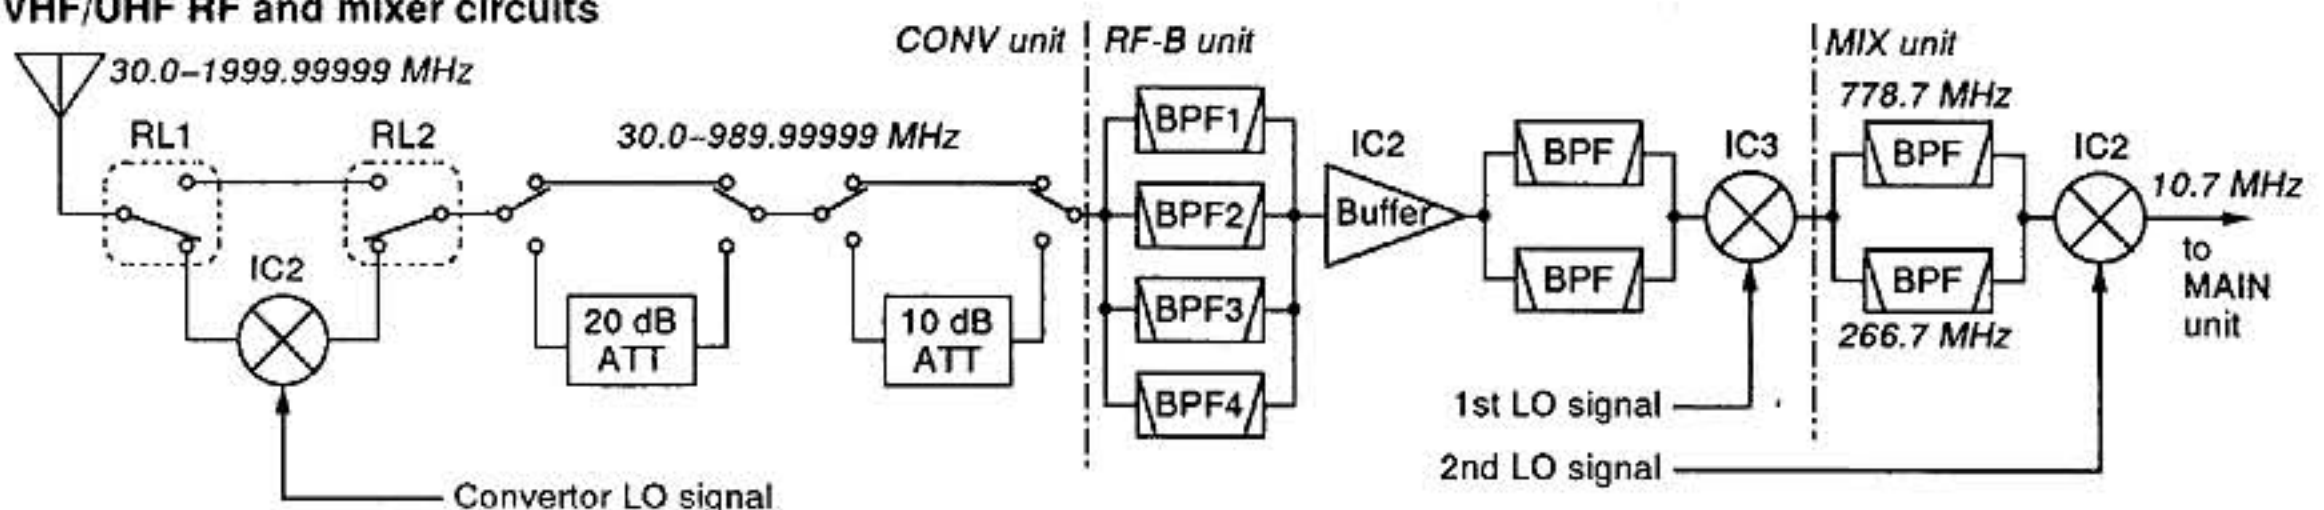 VHF/UHF RF and mixer circuits
CONV unit
RF-B unit
MIX unit
30.0–1999.99999 MHz
778.7 MHz
RL1
RL2
30.0–989.99999 MHz
BPF1
IC2
BPF
IC3
BPF
IC2
10.7 MHz
BPF2
Buffer
to
MAIN
unit
IC2
20 dB
ATT
10 dB
ATT
BPF3
BPF
BPF
266.7 MHz
BPF4
1st LO signal
2nd LO signal
Convertor LO signal